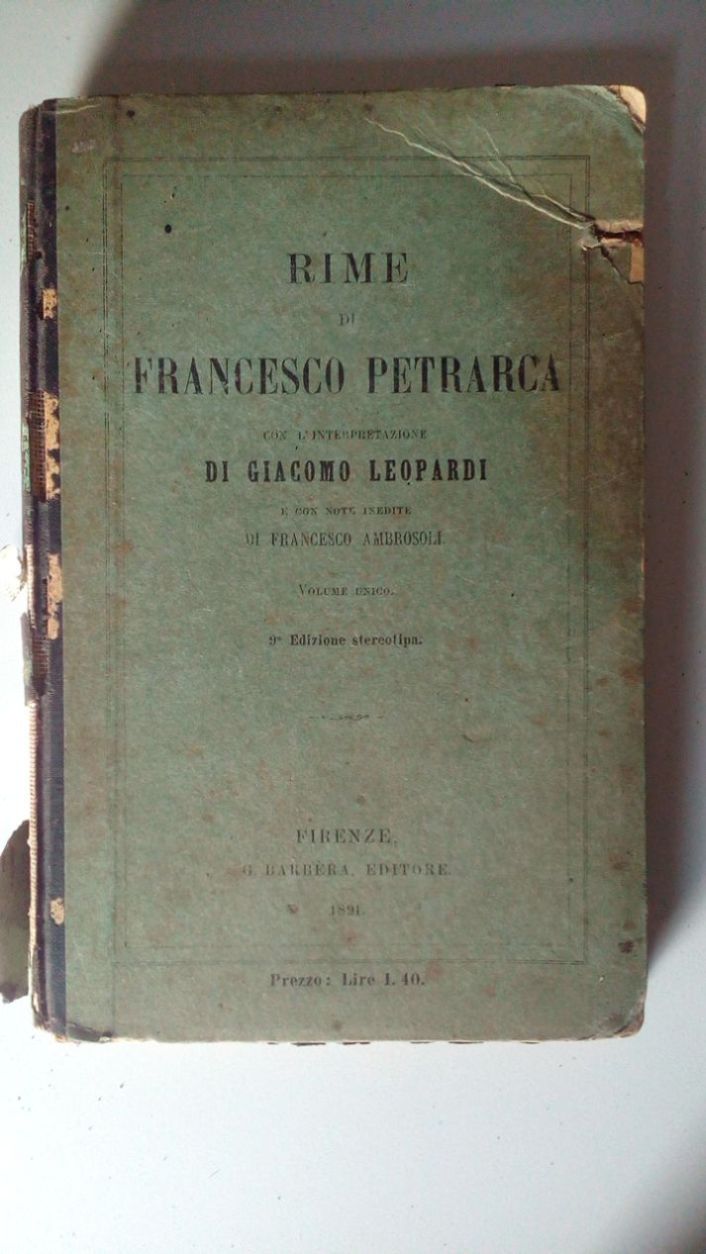 RIME
DI
FRANCESCO PETRARCA
CON L'INTERPRETAZIONE
DI GIACOMO LEOPARDI
E CON NOTE INEDITE
DI FRANCESCO AMBROSOLI.
VOLUME UNICO.
9ª Edizione stereotipa.
FIRENZE,
G. BARBÈRA, EDITORE.
1891.
Prezzo: Lire 1.40.